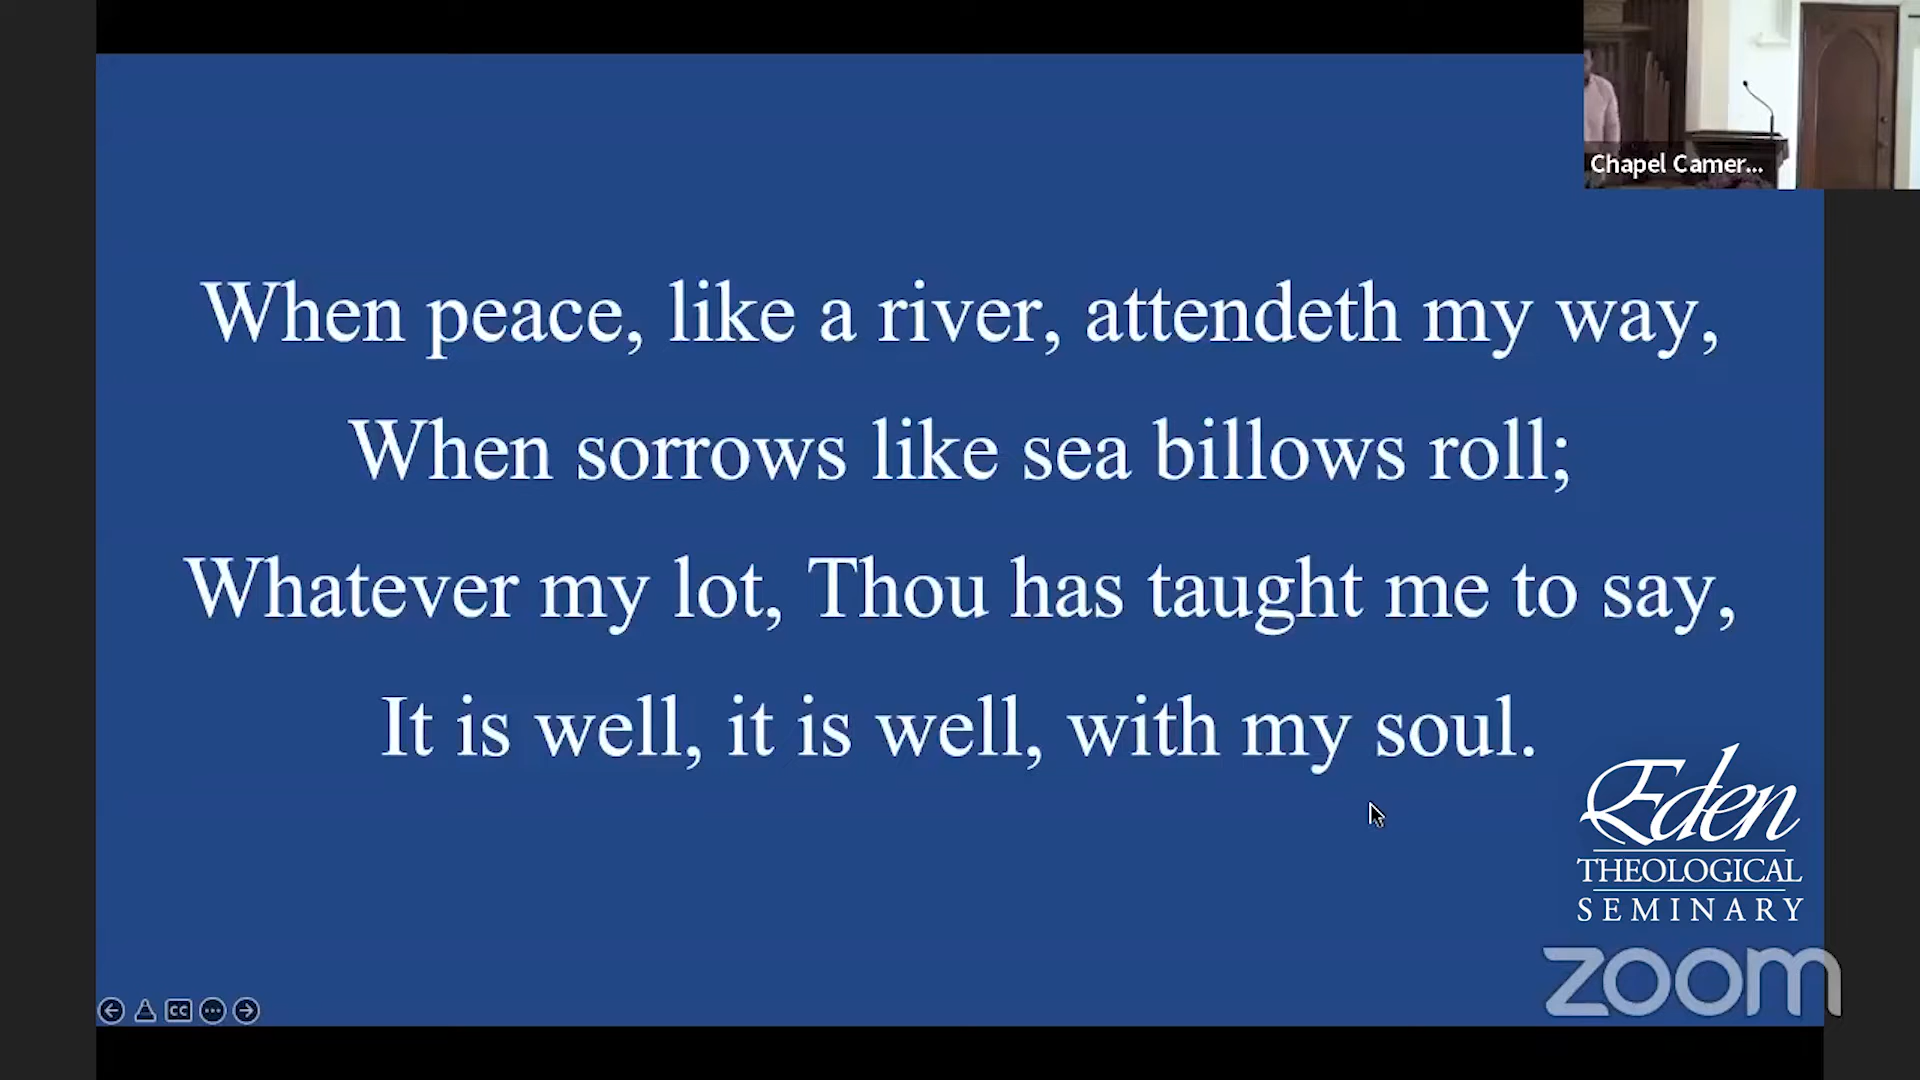 Chapel Camer...
When peace, like a river, attendeth my way,
When sorrows like sea billows roll;
Whatever my lot, Thou has taught me to say,
It is well, it is well, with my soul.
Eden
THEOLOGICAL
SEMINARY
zoom
CC